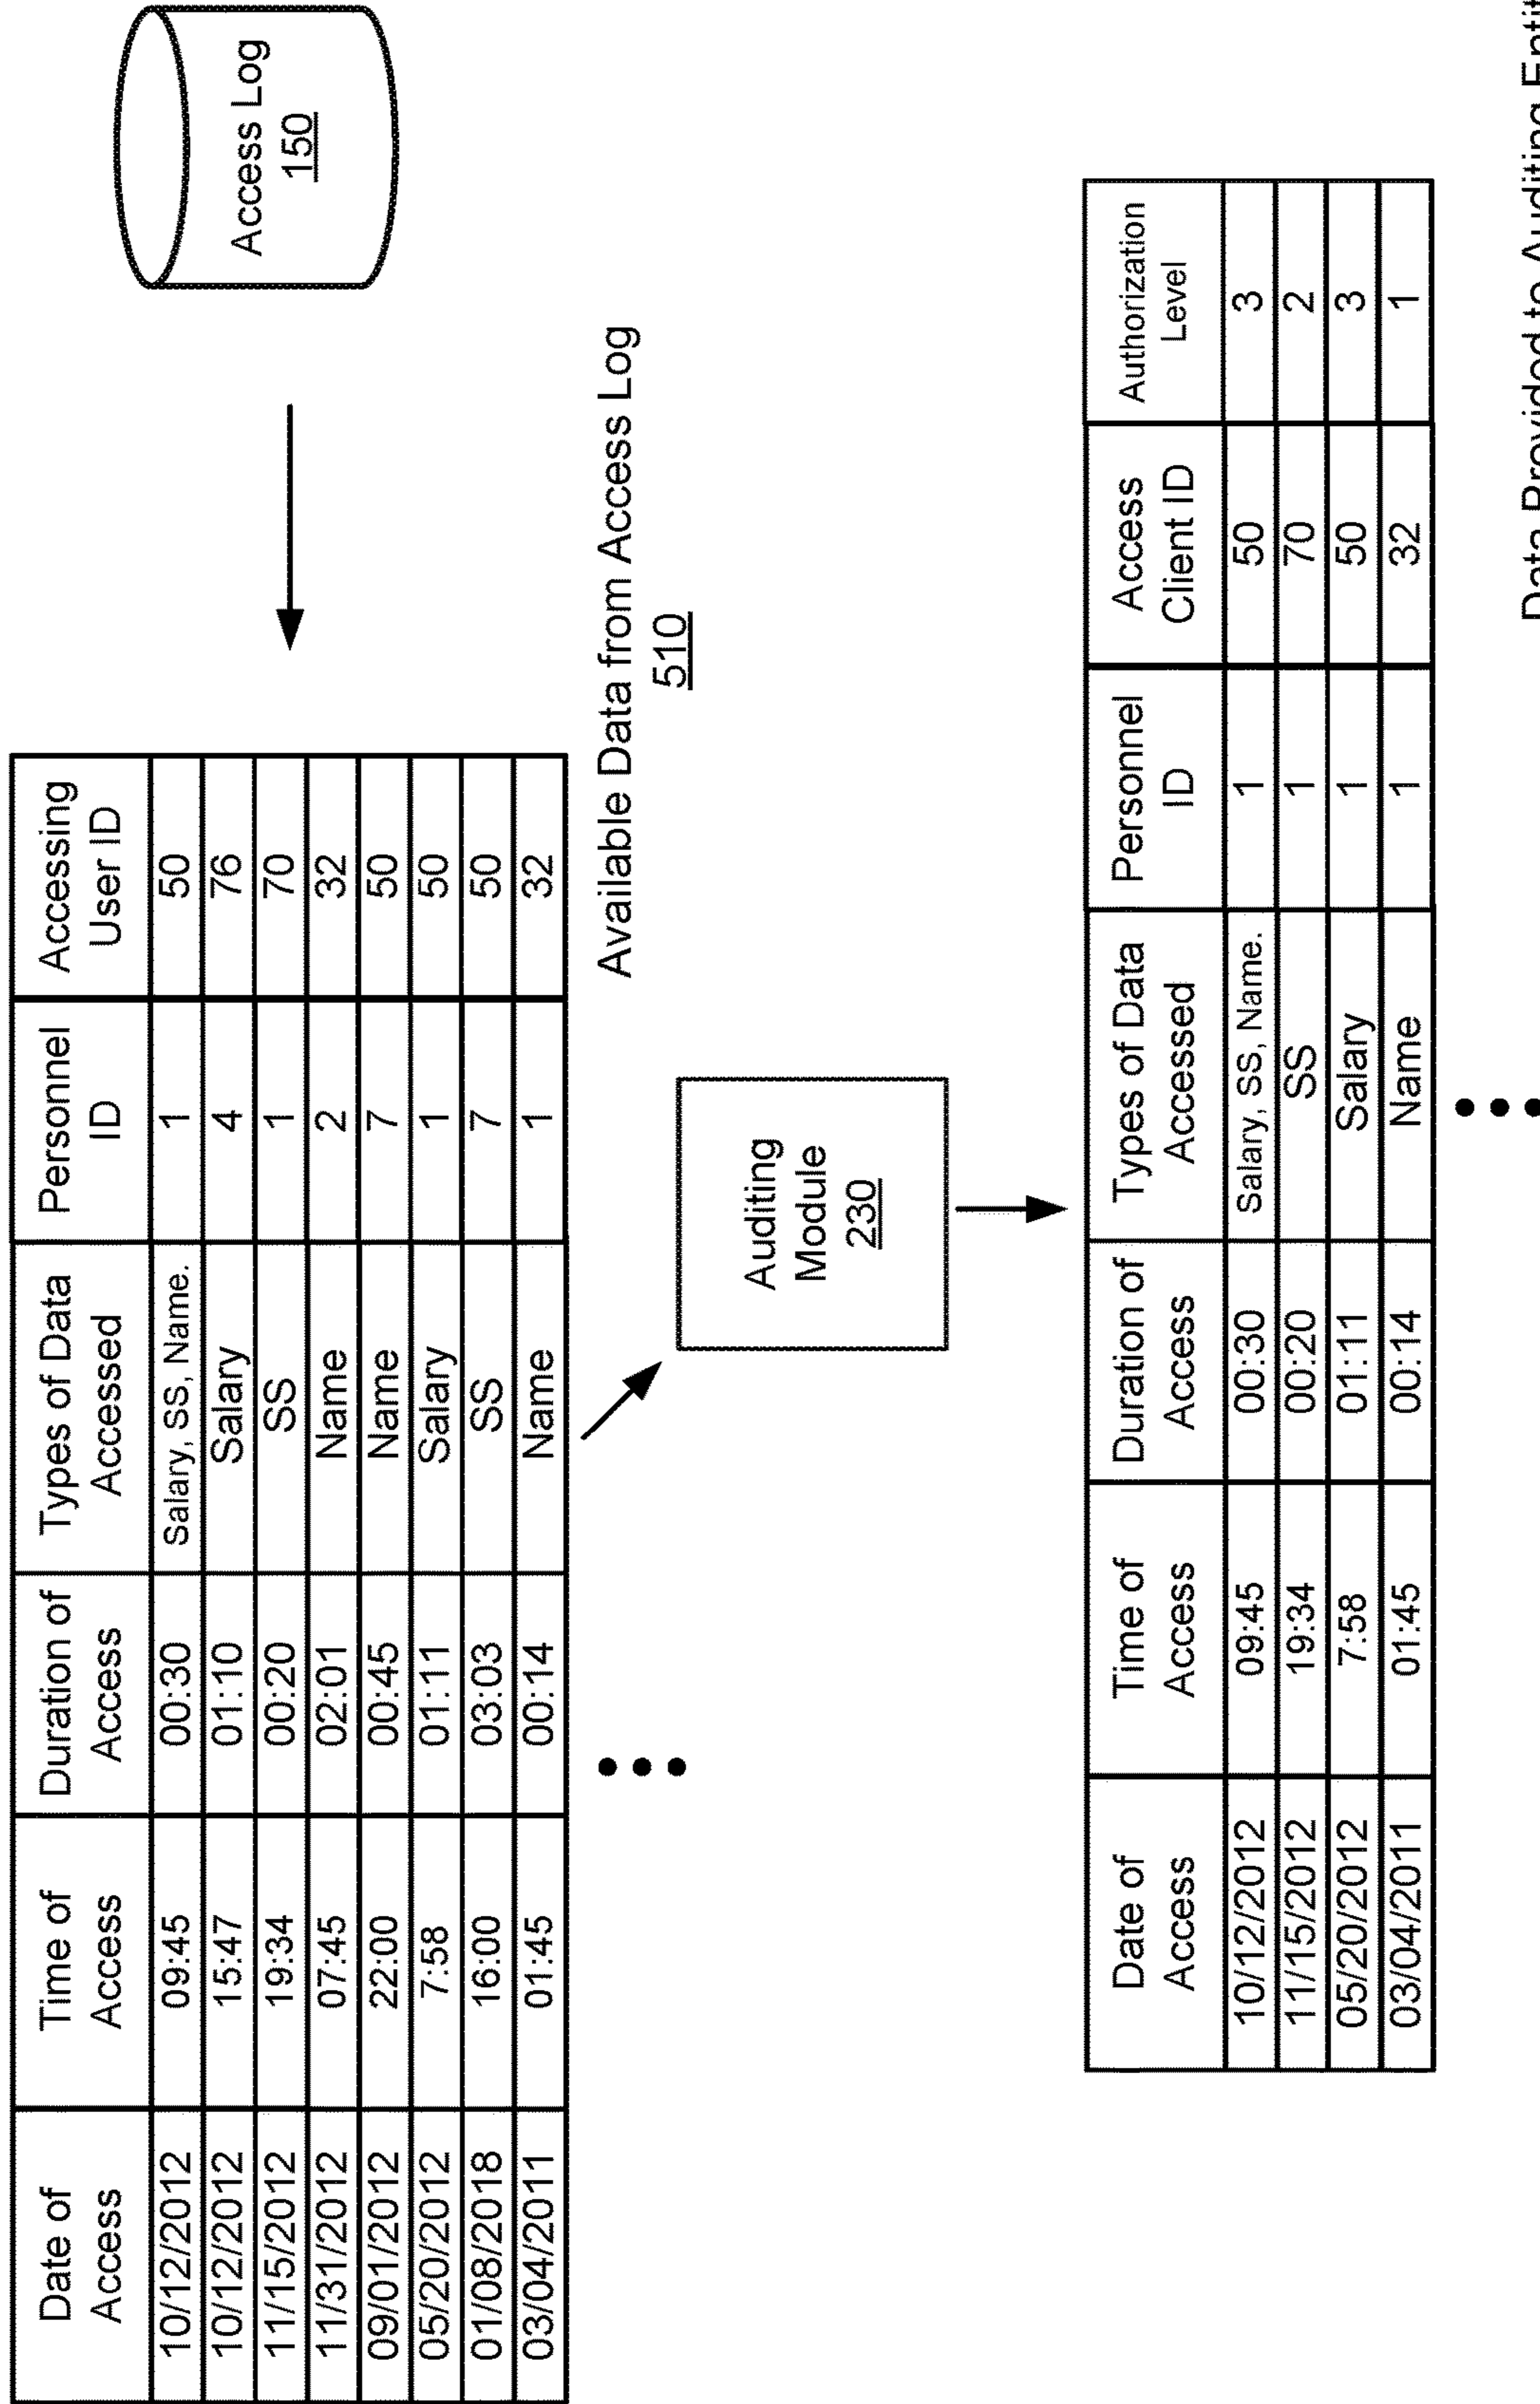 Access Log
150
Date of Access Time of Access Duration of Access Types of Data Accessed Personnel ID Accessing User ID
10/12/2012 09:45 00:30 Salary, SS, Name. 1 50
10/12/2012 15:47 01:10 Salary 4 76
11/15/2012 19:34 00:20 SS 1 70
11/31/2012 07:45 02:01 Name 2 32
09/01/2012 22:00 00:45 Name 7 50
05/20/2012 7:58 01:11 Salary 1 50
01/08/2018 16:00 03:03 SS 7 50
03/04/2011 01:45 00:14 Name 1 32
Available Data from Access Log
510
Auditing
Module
230
Date of Access Time of Access Duration of Access Types of Data Accessed Personnel ID Access Client ID Authorization Level
10/12/2012 09:45 00:30 Salary, SS, Name. 1 50 3
11/15/2012 19:34 00:20 SS 1 70 2
05/20/2012 7:58 01:11 Salary 1 50 3
03/04/2011 01:45 00:14 Name 1 32 1
Data Provided to Auditing